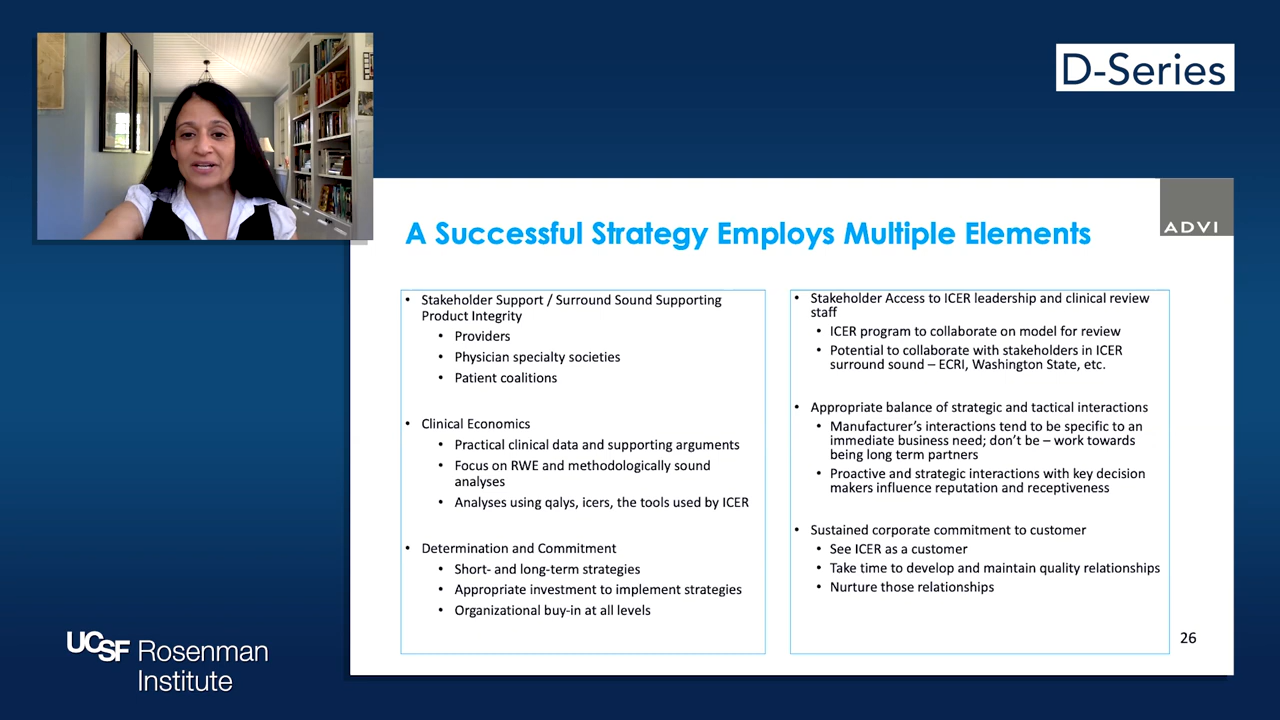 D-Series
ADVI
A Successful Strategy Employs Multiple Elements
• Stakeholder Support / Surround Sound Supporting
Product Integrity
• Providers
• Physician specialty societies
• Patient coalitions
• Clinical Economics
• Practical clinical data and supporting arguments
• Focus on RWE and methodologically sound
analyses
• Analyses using qalys, icers, the tools used by ICER
• Determination and Commitment
• Short- and long-term strategies
• Appropriate investment to implement strategies
• Organizational buy-in at all levels
• Stakeholder Access to ICER leadership and clinical review
staff
• ICER program to collaborate on model for review
• Potential to collaborate with stakeholders in ICER
surround sound – ECRI, Washington State, etc.
• Appropriate balance of strategic and tactical interactions
• Manufacturer's interactions tend to be specific to an
immediate business need; don't be – work towards
being long term partners
• Proactive and strategic interactions with key decision
makers influence reputation and receptiveness
• Sustained corporate commitment to customer
• See ICER as a customer
• Take time to develop and maintain quality relationships
• Nurture those relationships
26
UCSF Rosenman
Institute